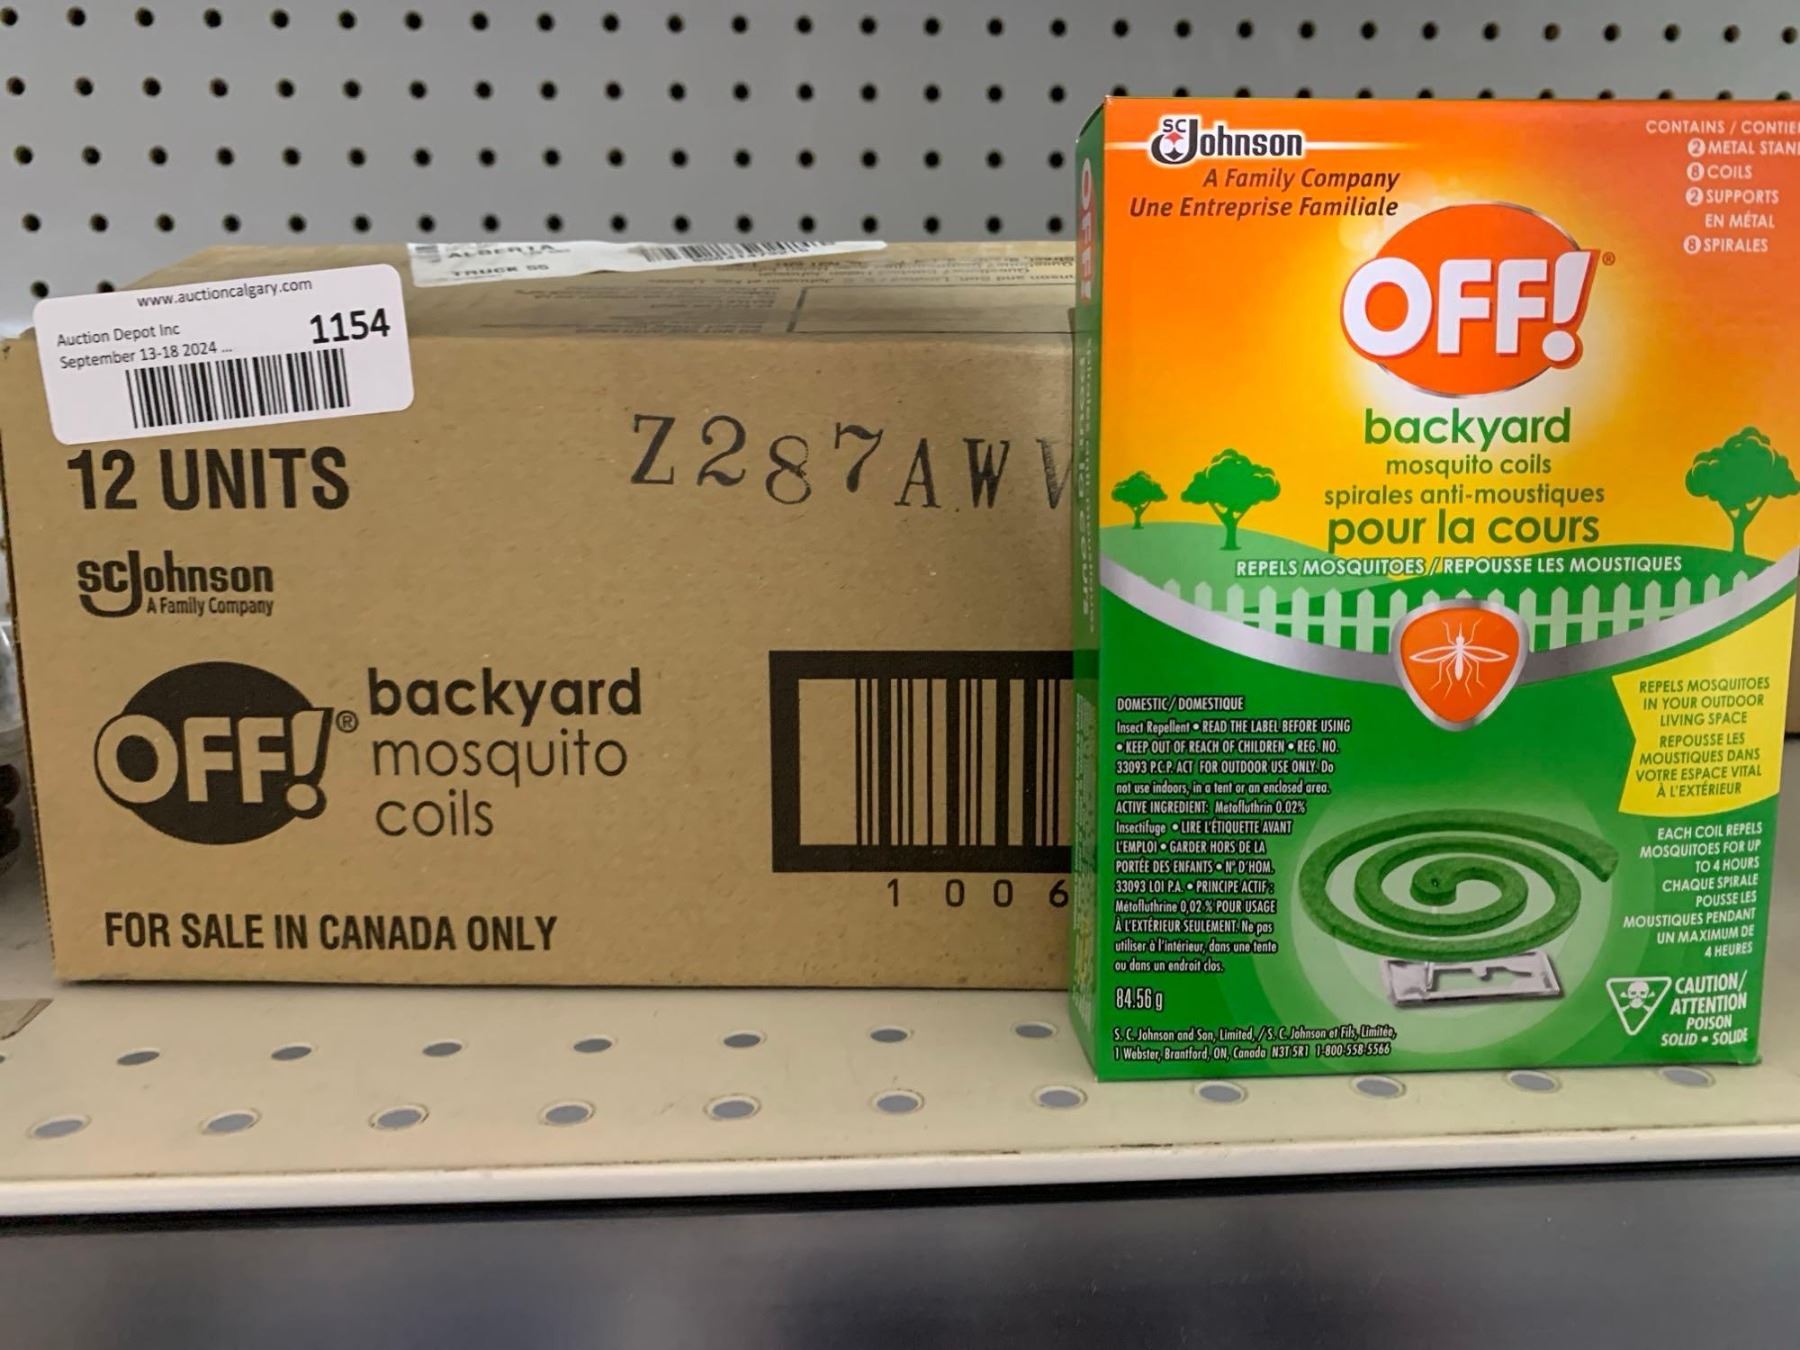 www.auctioncalgary.com
Auction Depot Inc
1154
September 13-18 2024 ...
ALBERTA
TRUCK 55
12 UNITS
Z287AW
scJohnson
A Family Company
OFF!®
backyard
mosquito
coils
1 0 0 6
FOR SALE IN CANADA ONLY
SC Johnson
A Family Company
Une Entreprise Familiale
CONTAINS /
2 METAL
8 COILS
2 SUPPORTS
EN MÉTAL
8 SPIRALES
OFF!®
backyard
mosquito coils
spirales anti-moustiques
pour la cours
REPELS MOSQUITOES / REPOUSSE LES MOUSTIQUES
REPELS MOSQUITOES
IN YOUR OUTDOOR
LIVING SPACE
REPOUSSE LES
MOUSTIQUES DANS
VOTRE ESPACE VITAL
À L'EXTÉRIEUR
DOMESTIC / DOMESTIQUE
Insect Repellent • READ THE LABEL BEFORE USING
• KEEP OUT OF REACH OF CHILDREN • REG. NO.
33093 P.C.P. ACT FOR OUTDOOR USE ONLY. Do
not use indoors, in a tent or an enclosed area.
ACTIVE INGREDIENT: Metofluthrin 0.02%
Insectifuge • LIRE L'ÉTIQUETTE AVANT
L'EMPLOI • GARDER HORS DE LA
PORTÉE DES ENFANTS • N° D'HOM.
33093 LOI P.A. • PRINCIPE ACTIF :
Métofluthrine 0,02 % POUR USAGE
À L'EXTÉRIEUR SEULEMENT. Ne pas
utiliser à l'intérieur, dans une tente
ou dans un endroit clos.
84.56 g
S. C. Johnson and Son, Limited, / S. C. Johnson et Fils, Limitée,
1 Webster, Brantford, ON, Canada N3T 5R1 1-800-558-5566
EACH COIL REPELS
MOSQUITOES FOR UP
TO 4 HOURS
CHAQUE SPIRALE
POUSSE LES
MOUSTIQUES PENDANT
UN MAXIMUM DE
4 HEURES
CAUTION/
ATTENTION
POISON
SOLID • SOLIDE